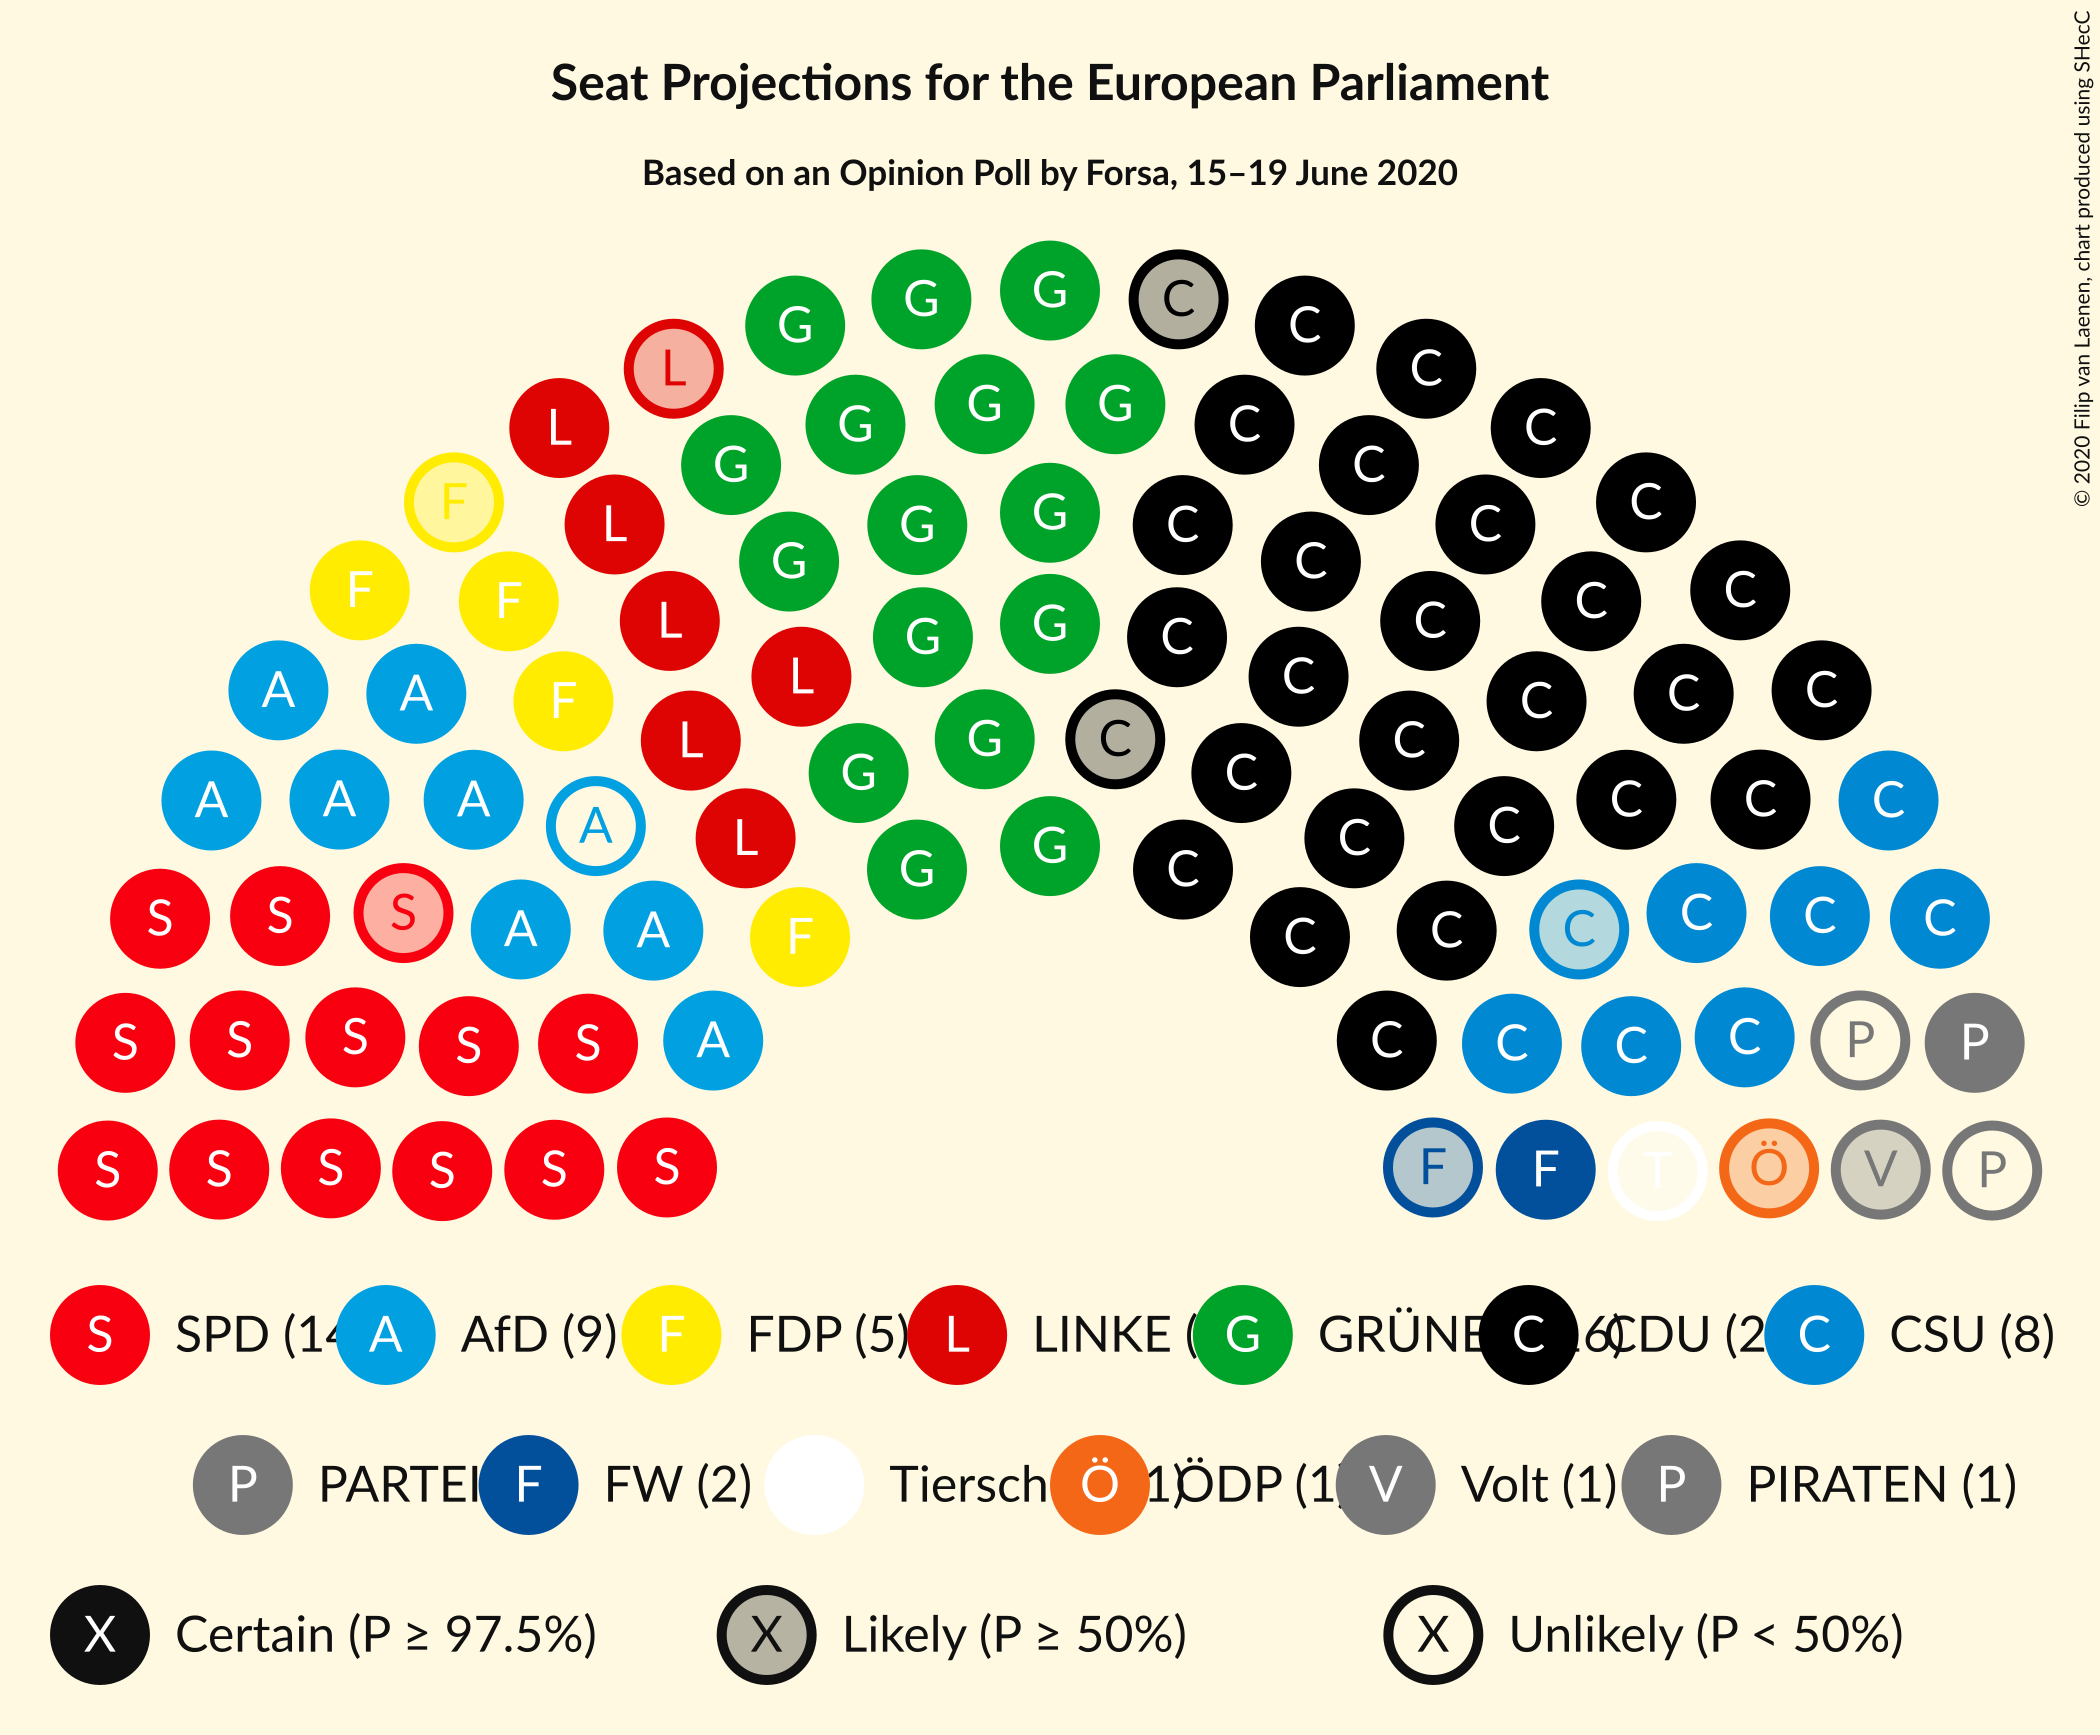 © 2020 Filip van Laenen, chart produced using SHecC
Seat Projections for the European Parliament
Based on an Opinion Poll by Forsa, 15–19 June 2020
G G G C C
L C
L G G G C C
G C
F L G G C C C
G C
F F L G G C C C C
A A F L C C C C
L G C C
A A A A L G C C C C C C
S S S A A F G G C C C C C C C
S S S S S A C C C C P P
S S S S S S F F T Ö V P
S SPD (14 A AfD (9) F FDP (5) L LINKE ( G GRÜNE C 6) CDU (2 C CSU (8)
P PARTEI F FW (2) Tiersch Ö 1) ÖDP (1) V Volt (1) P PIRATEN (1)
X Certain (P ≥ 97.5%) X Likely (P ≥ 50%) X Unlikely (P < 50%)